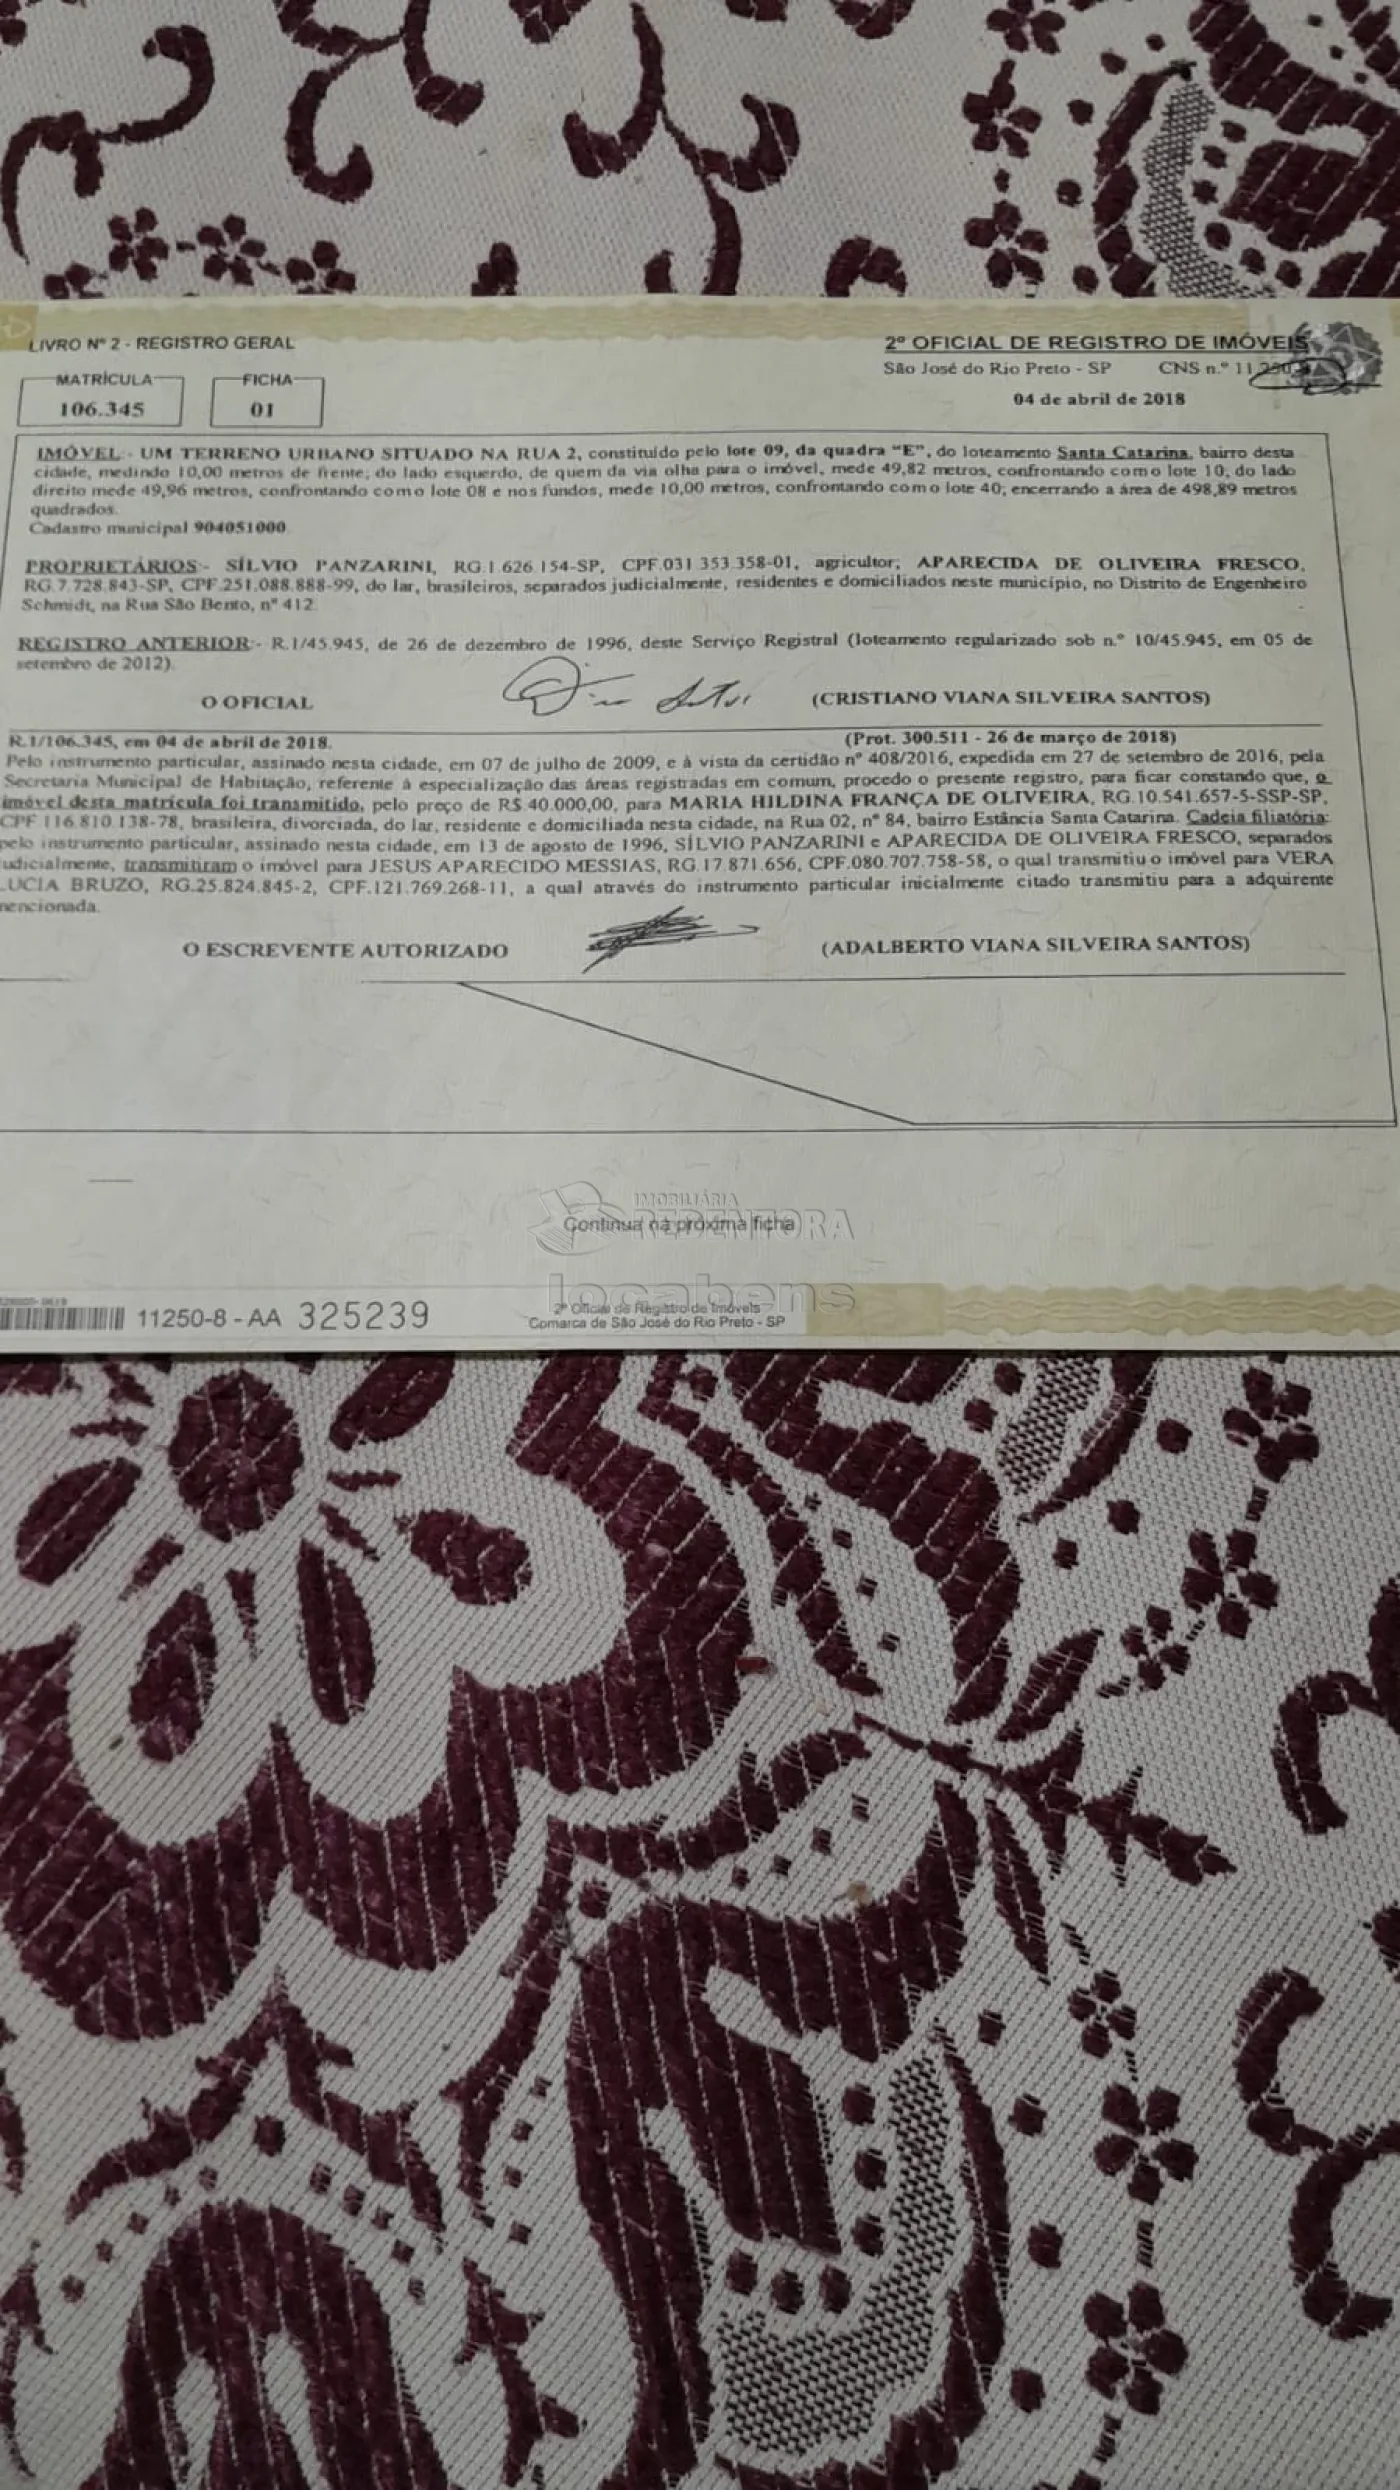 LIVRO Nº 2 - REGISTRO GERAL
2º OFICIAL DE REGISTRO DE IMÓVEIS
São José do Rio Preto - SP CNS n.º
04 de abril de 2018
MATRÍCULA
106.345
FICHA
01
IMÓVEL:- UM TERRENO URBANO SITUADO NA RUA 2, constituído pelo lote 09, da quadra “E”, do loteamento Santa Catarina, bairro desta
cidade, medindo 10,00 metros de frente; do lado esquerdo, de quem da via olha para o imóvel, mede 49,82 metros, confrontando com o lote 10; do lado
direito mede 49,96 metros, confrontando com o lote 08 e nos fundos, mede 10,00 metros, confrontando com o lote 40; encerrando a área de 498,89 metros
quadrados.
Cadastro municipal 904051000.
PROPRIETÁRIOS:- SÍLVIO PANZARINI, RG.1.626.154-SP, CPF.031.353.358-01, agricultor; APARECIDA DE OLIVEIRA FRESCO,
RG.7.728.843-SP, CPF.251.088.888-99, do lar, brasileiros, separados judicialmente, residentes e domiciliados neste município, no Distrito de Engenheiro
Schmidt, na Rua São Bento, nº 412.
REGISTRO ANTERIOR:- R.1/45.945, de 26 de dezembro de 1996, deste Serviço Registral (loteamento regularizado sob n.º 10/45.945, em 05 de
setembro de 2012).
O OFICIAL (CRISTIANO VIANA SILVEIRA SANTOS)
R.1/106.345, em 04 de abril de 2018. (Prot. 300.511 - 26 de março de 2018)
Pelo instrumento particular, assinado nesta cidade, em 07 de julho de 2009, e à vista da certidão nº 408/2016, expedida em 27 de setembro de 2016, pela
Secretaria Municipal de Habitação, referente à especialização das áreas registradas em comum, procedo o presente registro, para ficar constando que, o
imóvel desta matrícula foi transmitido, pelo preço de R$ 40.000,00, para MARIA HILDINA FRANÇA DE OLIVEIRA, RG.10.541.657-5-SSP-SP,
CPF.116.810.138-78, brasileira, divorciada, do lar, residente e domiciliada nesta cidade, na Rua 02, nº 84, bairro Estância Santa Catarina. Cadeia filiatória:
pelo instrumento particular, assinado nesta cidade, em 13 de agosto de 1996, SÍLVIO PANZARINI e APARECIDA DE OLIVEIRA FRESCO, separados
udicialmente, transmitiram o imóvel para JESUS APARECIDO MESSIAS, RG.17.871.656, CPF.080.707.758-58, o qual transmitiu o imóvel para VERA
LUCIA BRUZO, RG.25.824.845-2, CPF.121.769.268-11, a qual através do instrumento particular inicialmente citado transmitiu para a adquirente
mencionada.
O ESCREVENTE AUTORIZADO (ADALBERTO VIANA SILVEIRA SANTOS)
IMOBILIÁRIA
REDENTORA
Continua na próxima ficha
locabens
11250-8 - AA 325239
2º Oficial de Registro de Imóveis
Comarca de São José do Rio Preto - SP